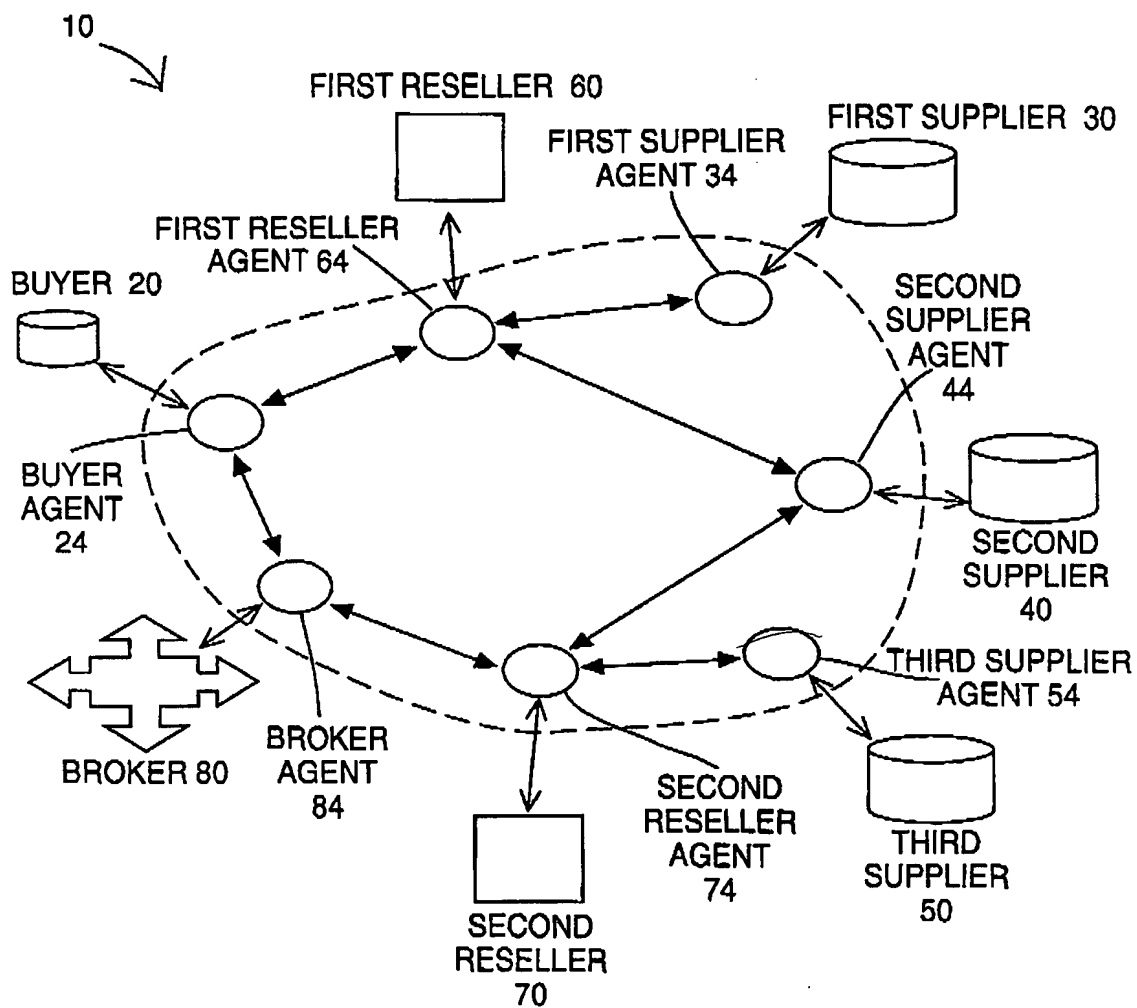 10
FIRST RESELLER 60
FIRST SUPPLIER
AGENT 34
FIRST SUPPLIER 30
FIRST RESELLER
AGENT 64
BUYER 20
SECOND
SUPPLIER
AGENT
44
BUYER
AGENT
24
SECOND
SUPPLIER
40
THIRD SUPPLIER
AGENT 54
BROKER 80
BROKER
AGENT
84
SECOND
RESELLER
AGENT
74
THIRD
SUPPLIER
50
SECOND
RESELLER
70